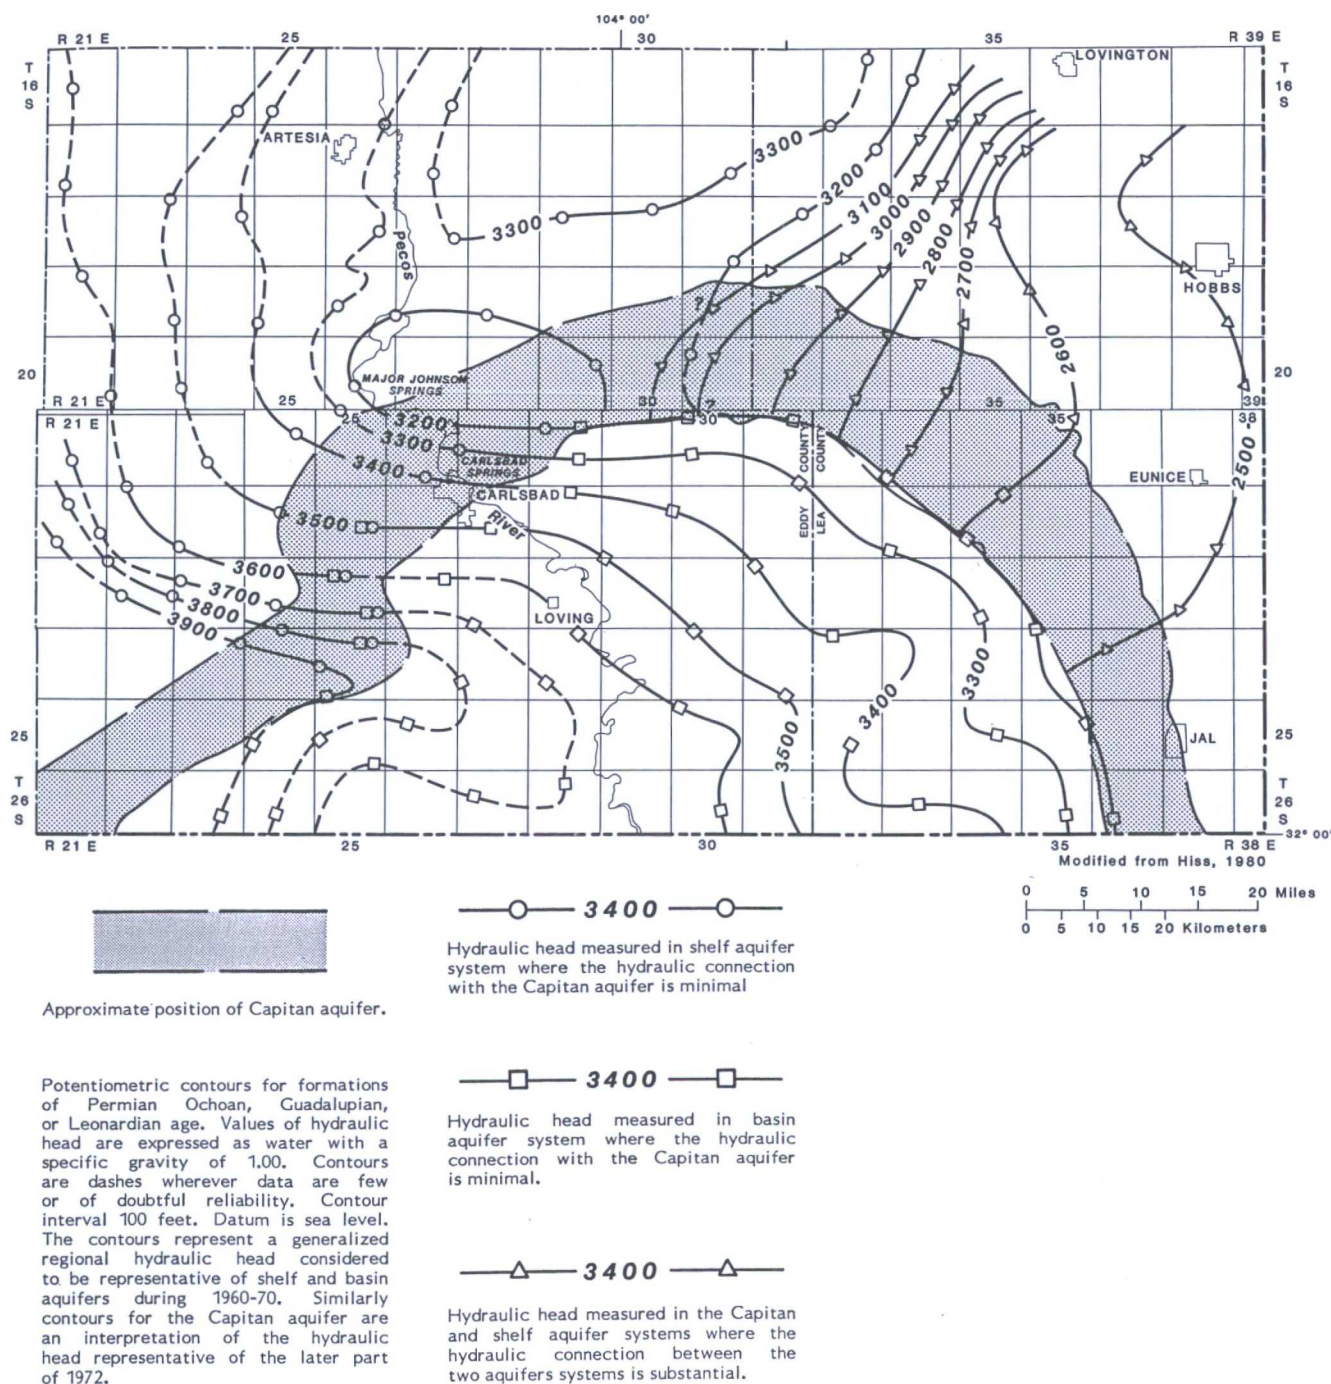 104° 00'
R 21 E
25
30
35
R 39 E
T
16
S
LOVINGTON
T
16
S
ARTESIA
3300
3200
3100
3000
2900
2800
2700
3300
Pecos
HOBBS
?
2600
20
MAJOR JOHNSON
SPRINGS
20
R 21 E
25
30
35
39
R 21 E
25
3200
?
30
35
38
3300
COUNTY
COUNTY
2500
3400
CARLSBAD
SPRINGS
EUNICE
CARLSBAD
3500
River
EDDY
LEA
3600
3700
3800
LOVING
3900
3300
3400
3500
25
JAL
25
T
26
S
T
26
S
32° 00'
R 21 E
25
30
35
R 38 E
Modified from Hiss, 1980
0 5 10 15 20 Miles
0 5 10 15 20 Kilometers
Approximate position of Capitan aquifer.
Potentiometric contours for formations
of Permian Ochoan, Guadalupian,
or Leonardian age. Values of hydraulic
head are expressed as water with a
specific gravity of 1.00. Contours
are dashes wherever data are few
or of doubtful reliability. Contour
interval 100 feet. Datum is sea level.
The contours represent a generalized
regional hydraulic head considered
to be representative of shelf and basin
aquifers during 1960-70. Similarly
contours for the Capitan aquifer are
an interpretation of the hydraulic
head representative of the later part
of 1972.
3400
Hydraulic head measured in shelf aquifer
system where the hydraulic connection
with the Capitan aquifer is minimal
3400
Hydraulic head measured in basin
aquifer system where the hydraulic
connection with the Capitan aquifer
is minimal.
3400
Hydraulic head measured in the Capitan
and shelf aquifer systems where the
hydraulic connection between the
two aquifers systems is substantial.